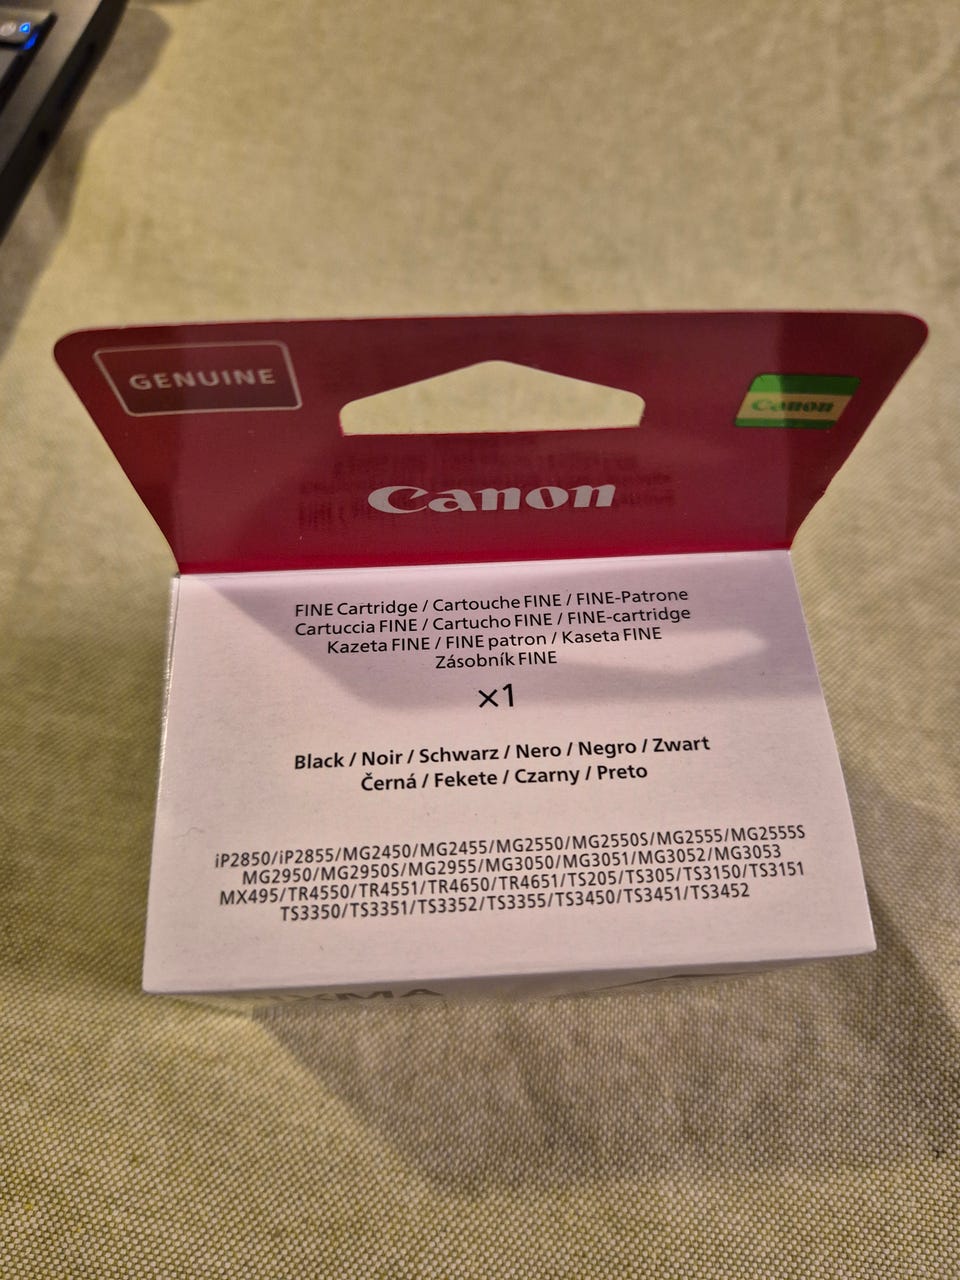 GENUINE
Canon
Canon
FINE Cartridge / Cartouche FINE / FINE-Patrone
Cartuccia FINE / Cartucho FINE / FINE-cartridge
Kazeta FINE / FINE patron / Kaseta FINE
Zásobník FINE
×1
Black / Noir / Schwarz / Nero / Negro / Zwart
Černá / Fekete / Czarny / Preto
iP2850/iP2855/MG2450/MG2455/MG2550/MG2550S/MG2555/MG2555S
MG2950/MG2950S/MG2955/MG3050/MG3051/MG3052/MG3053
MX495/TR4550/TR4551/TR4650/TR4651/TS205/TS305/TS3150/TS3151
TS3350/TS3351/TS3352/TS3355/TS3450/TS3451/TS3452